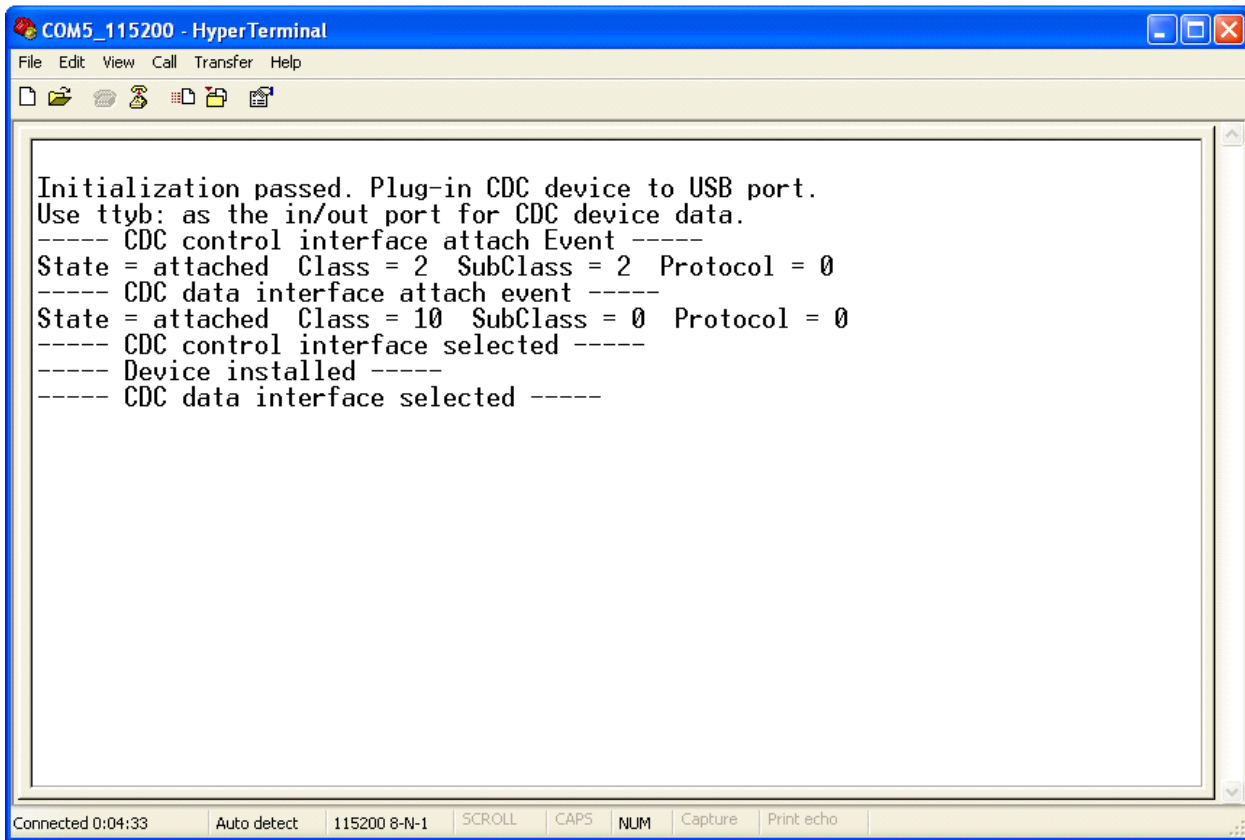 COM5_115200 - HyperTerminal
File Edit View Call Transfer Help
Initialization passed. Plug-in CDC device to USB port.
Use ttyb: as the in/out port for CDC device data.
----- CDC control interface attach Event -----
State = attached  Class = 2  SubClass = 2  Protocol = 0
----- CDC data interface attach event -----
State = attached  Class = 10  SubClass = 0  Protocol = 0
----- CDC control interface selected -----
----- Device installed -----
----- CDC data interface selected -----
Connected 0:04:33 Auto detect 115200 8-N-1 SCROLL CAPS NUM Capture Print echo